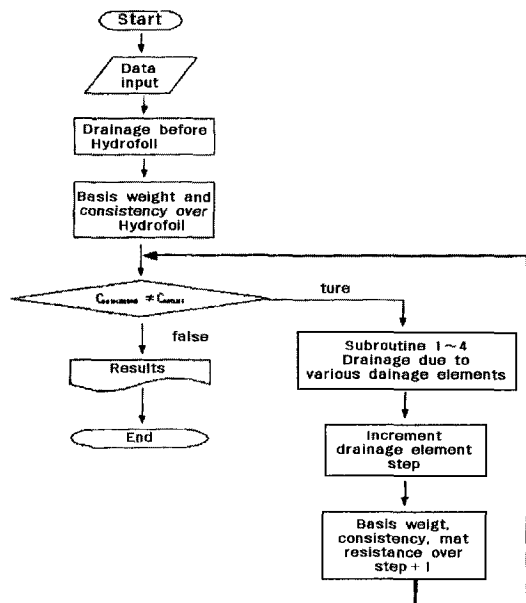 Start
Data
input
Drainage before
Hydrofoil
Basis weight and
consistency over
Hydrofoil
≠
ture
false
Results
End
Subroutine 1~4
Drainage due to
various dainage elements
Increment
drainage element
step
Basis weigt,
consistency, mat
resistance over
step+1